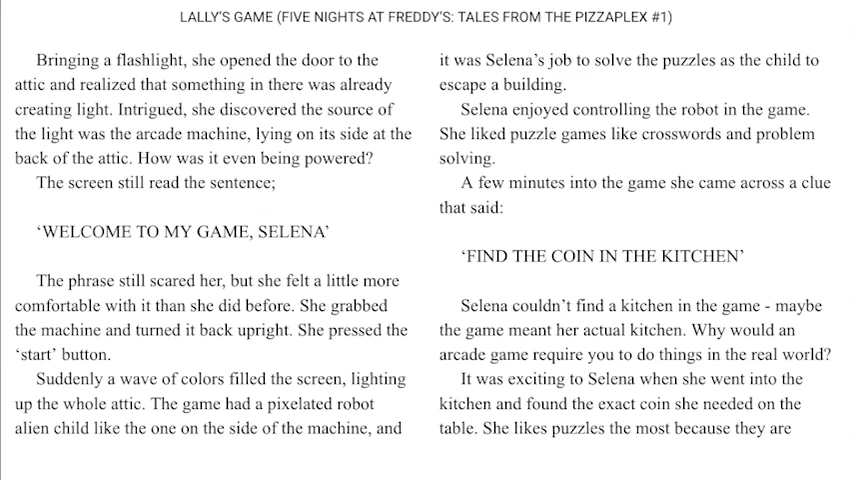 LALLY'S GAME (FIVE NIGHTS AT FREDDY'S: TALES FROM THE PIZZAPLEX #1)
Bringing a flashlight, she opened the door to the
attic and realized that something in there was already
creating light. Intrigued, she discovered the source of
the light was the arcade machine, lying on its side at the
back of the attic. How was it even being powered?
The screen still read the sentence;
‘WELCOME TO MY GAME, SELENA’
The phrase still scared her, but she felt a little more
comfortable with it than she did before. She grabbed
the machine and turned it back upright. She pressed the
‘start’ button.
Suddenly a wave of colors filled the screen, lighting
up the whole attic. The game had a pixelated robot
alien child like the one on the side of the machine, and
it was Selena’s job to solve the puzzles as the child to
escape a building.
Selena enjoyed controlling the robot in the game.
She liked puzzle games like crosswords and problem
solving.
A few minutes into the game she came across a clue
that said:
‘FIND THE COIN IN THE KITCHEN’
Selena couldn’t find a kitchen in the game - maybe
the game meant her actual kitchen. Why would an
arcade game require you to do things in the real world?
It was exciting to Selena when she went into the
kitchen and found the exact coin she needed on the
table. She likes puzzles the most because they are